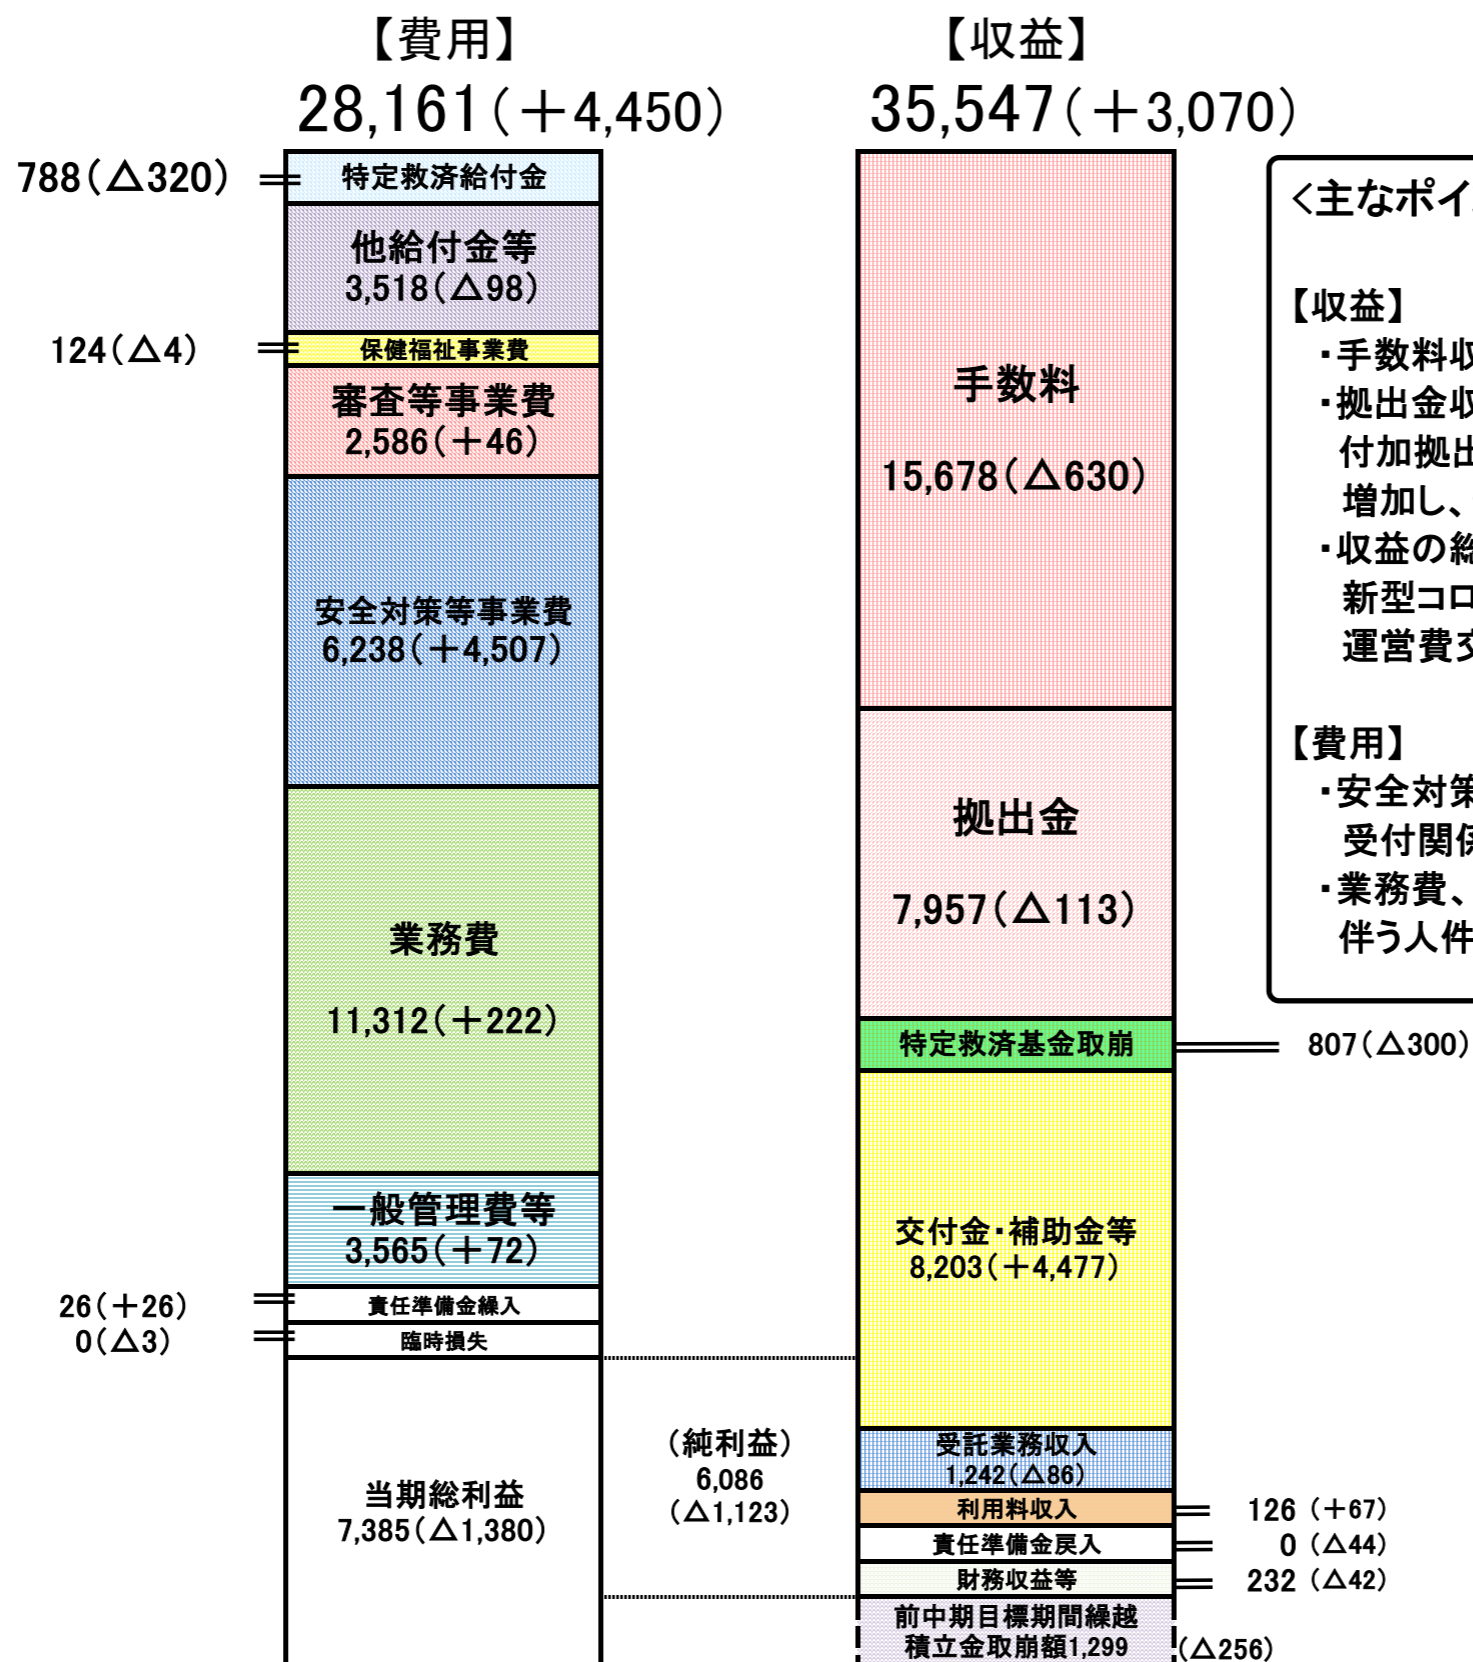 【費用】
28,161(+4,450)
788(△320)
特定救済給付金
他給付金等
3,518(△98)
124(△4)
保健福祉事業費
審査等事業費
2,586(+46)
安全対策等事業費
6,238(+4,507)
業務費
11,312(+222)
一般管理費等
3,565(+72)
26(+26)
責任準備金繰入
0(△3)
臨時損失
当期総利益
7,385(△1,380)
(純利益)
6,086
(△1,123)
【収益】
35,547(+3,070)
手数料
15,678(△630)
拠出金
7,957(△113)
特定救済基金取崩
807(△300)
交付金・補助金等
8,203(+4,477)
受託業務収入
1,242(△86)
利用料収入
126 (+67)
責任準備金戻入
0 (△44)
財務収益等
232 (△42)
前中期目標期間繰越
積立金取崩額1,299
(△256)
<主なポイ
【収益】
・手数料収
・拠出金収
付加拠出
増加し、
・収益の総
新型コロ
運営費交
【費用】
・安全対策
受付関係
・業務費、
伴う人件